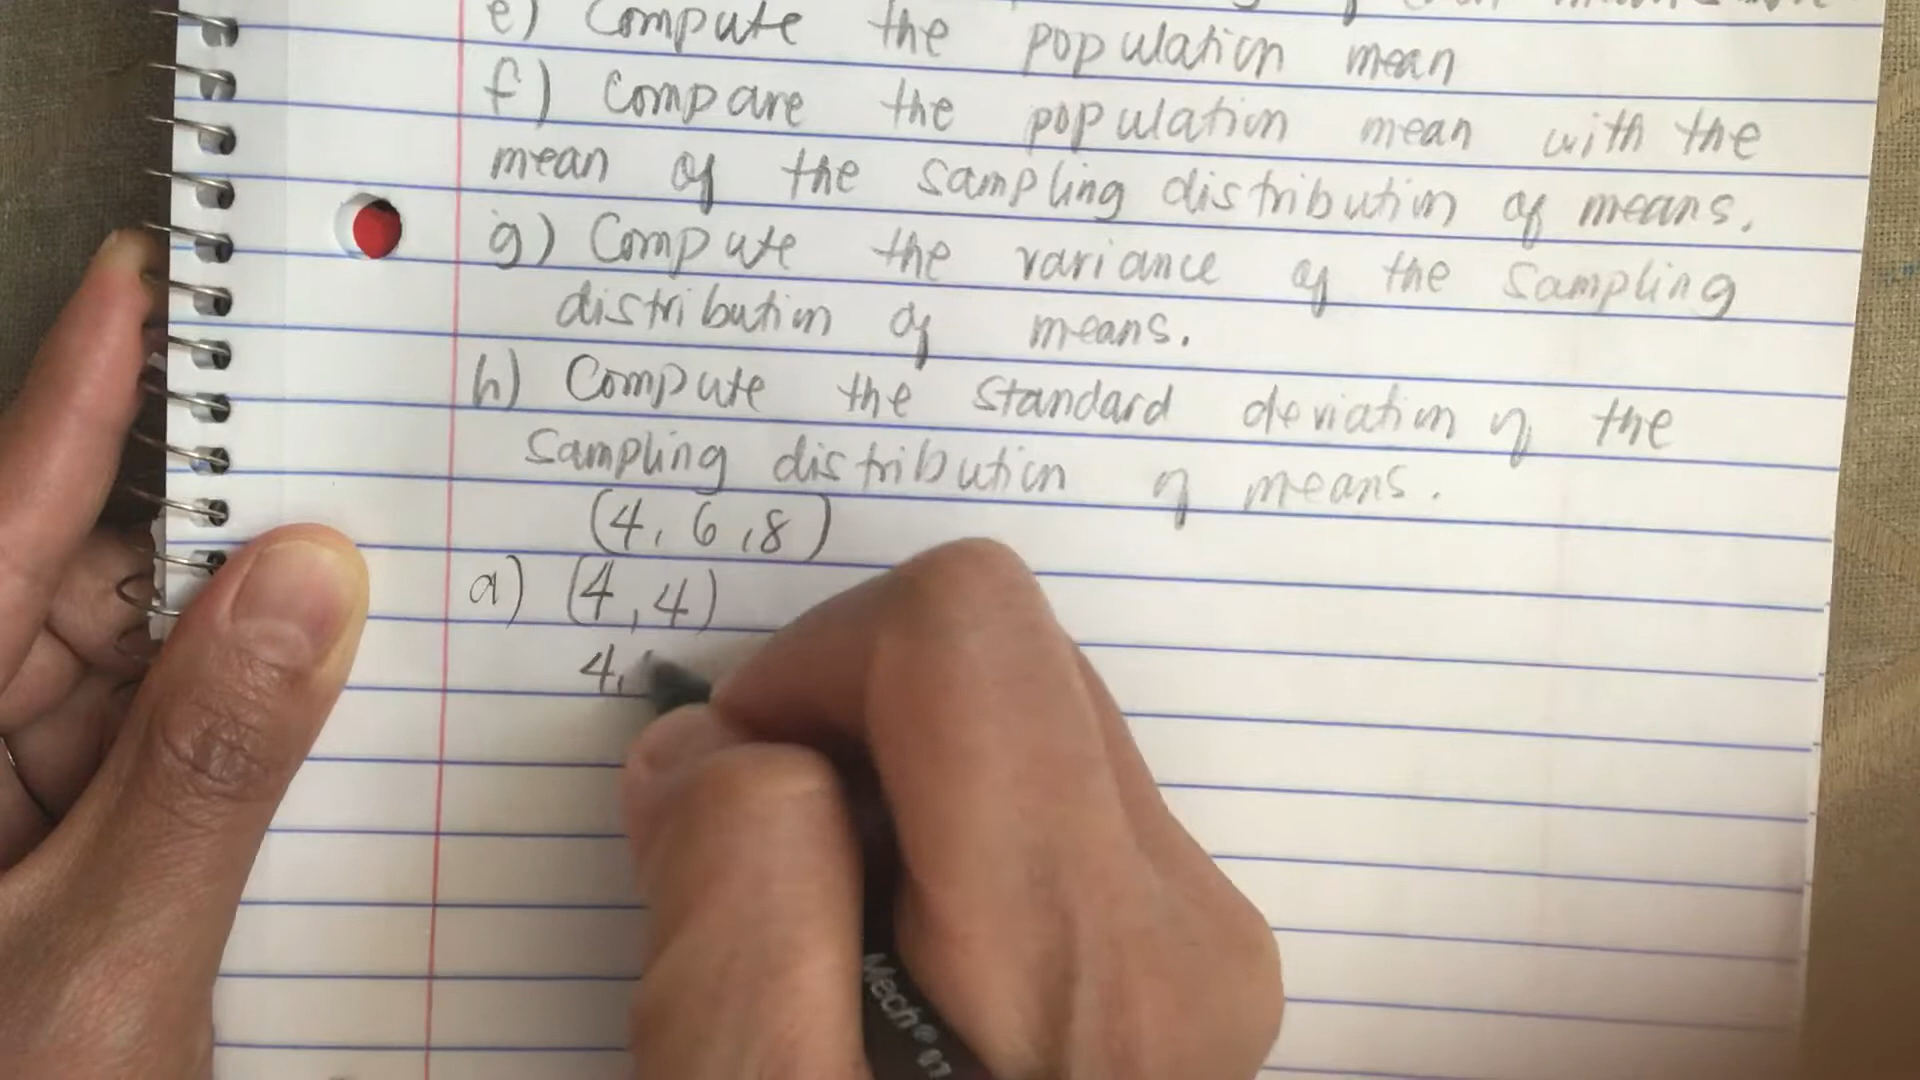 e) Compute the population mean
f) Compare the population mean with the
mean of the sampling distribution of means.
g) Compute the variance of the sampling
distribution of means.
h) Compute the standard deviation of the
sampling distribution of means.
(4, 6, 8)
a) (4, 4)
4,
Mech